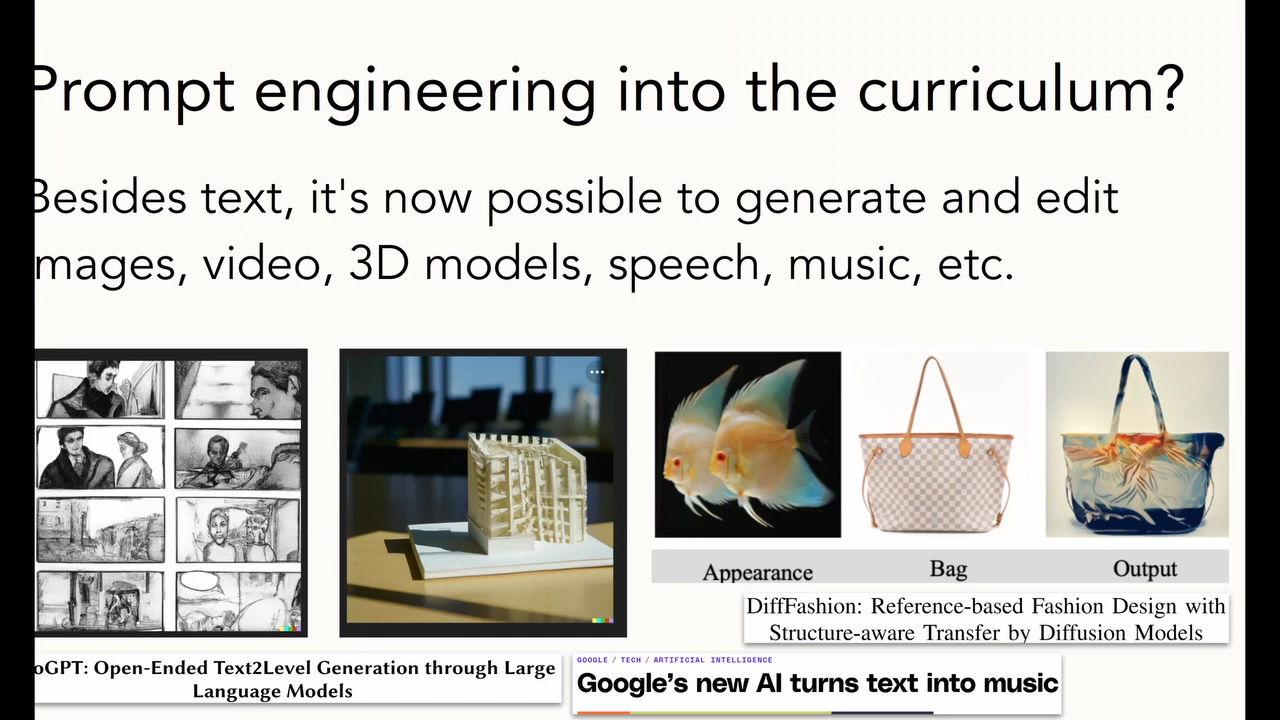 Prompt engineering into the curriculum?
Besides text, it's now possible to generate and edit
images, video, 3D models, speech, music, etc.
Appearance
Bag
Output
DiffFashion: Reference-based Fashion Design with
Structure-aware Transfer by Diffusion Models
oGPT: Open-Ended Text2Level Generation through Large
Language Models
GOOGLE / TECH / ARTIFICIAL INTELLIGENCE
Google's new AI turns text into music